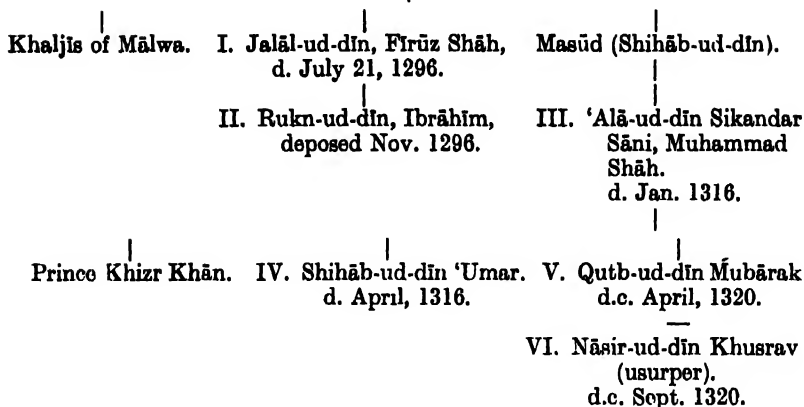 Khaljīs of Mālwa. I. Jalāl-ud-dīn, Fīrūz Shāh, Masūd (Shihāb-ud-dīn).
d. July 21, 1296.
II. Rukn-ud-dīn, Ibrāhīm, III. ‘Alā-ud-dīn Sikandar
deposed Nov. 1296. Sāni, Muhammad
Shāh.
d. Jan. 1316.
Prince Khizr Khān. IV. Shihāb-ud-dīn ‘Umar. V. Qutb-ud-dīn Mubārak
d. April, 1316. d.c. April, 1320.
VI. Nāsir-ud-dīn Khusrav
(usurper).
d.c. Sept. 1320.